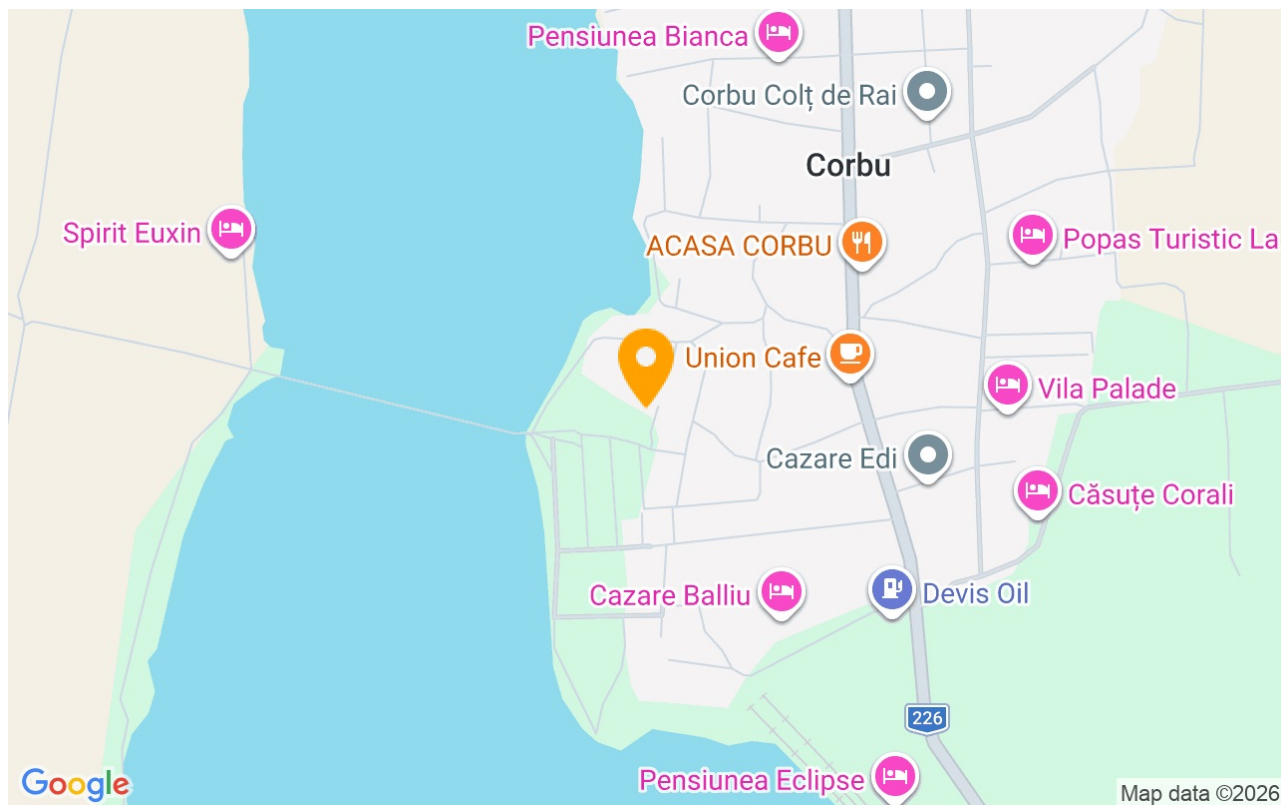 Pensiunea Bianca
Corbu Colț de Rai
Corbu
Spirit Euxin
ACASA CORBU
Popas Turistic La
Union Cafe
Vila Palade
Cazare Edi
Căsuțe Corali
Cazare Balliu
Devis Oil
226
Pensiunea Eclipse
Google
Map data ©2026